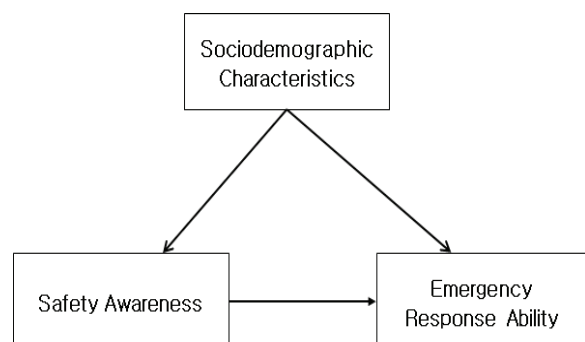 Sociodemographic
Characteristics
Safety Awareness
Emergency
Response Ability